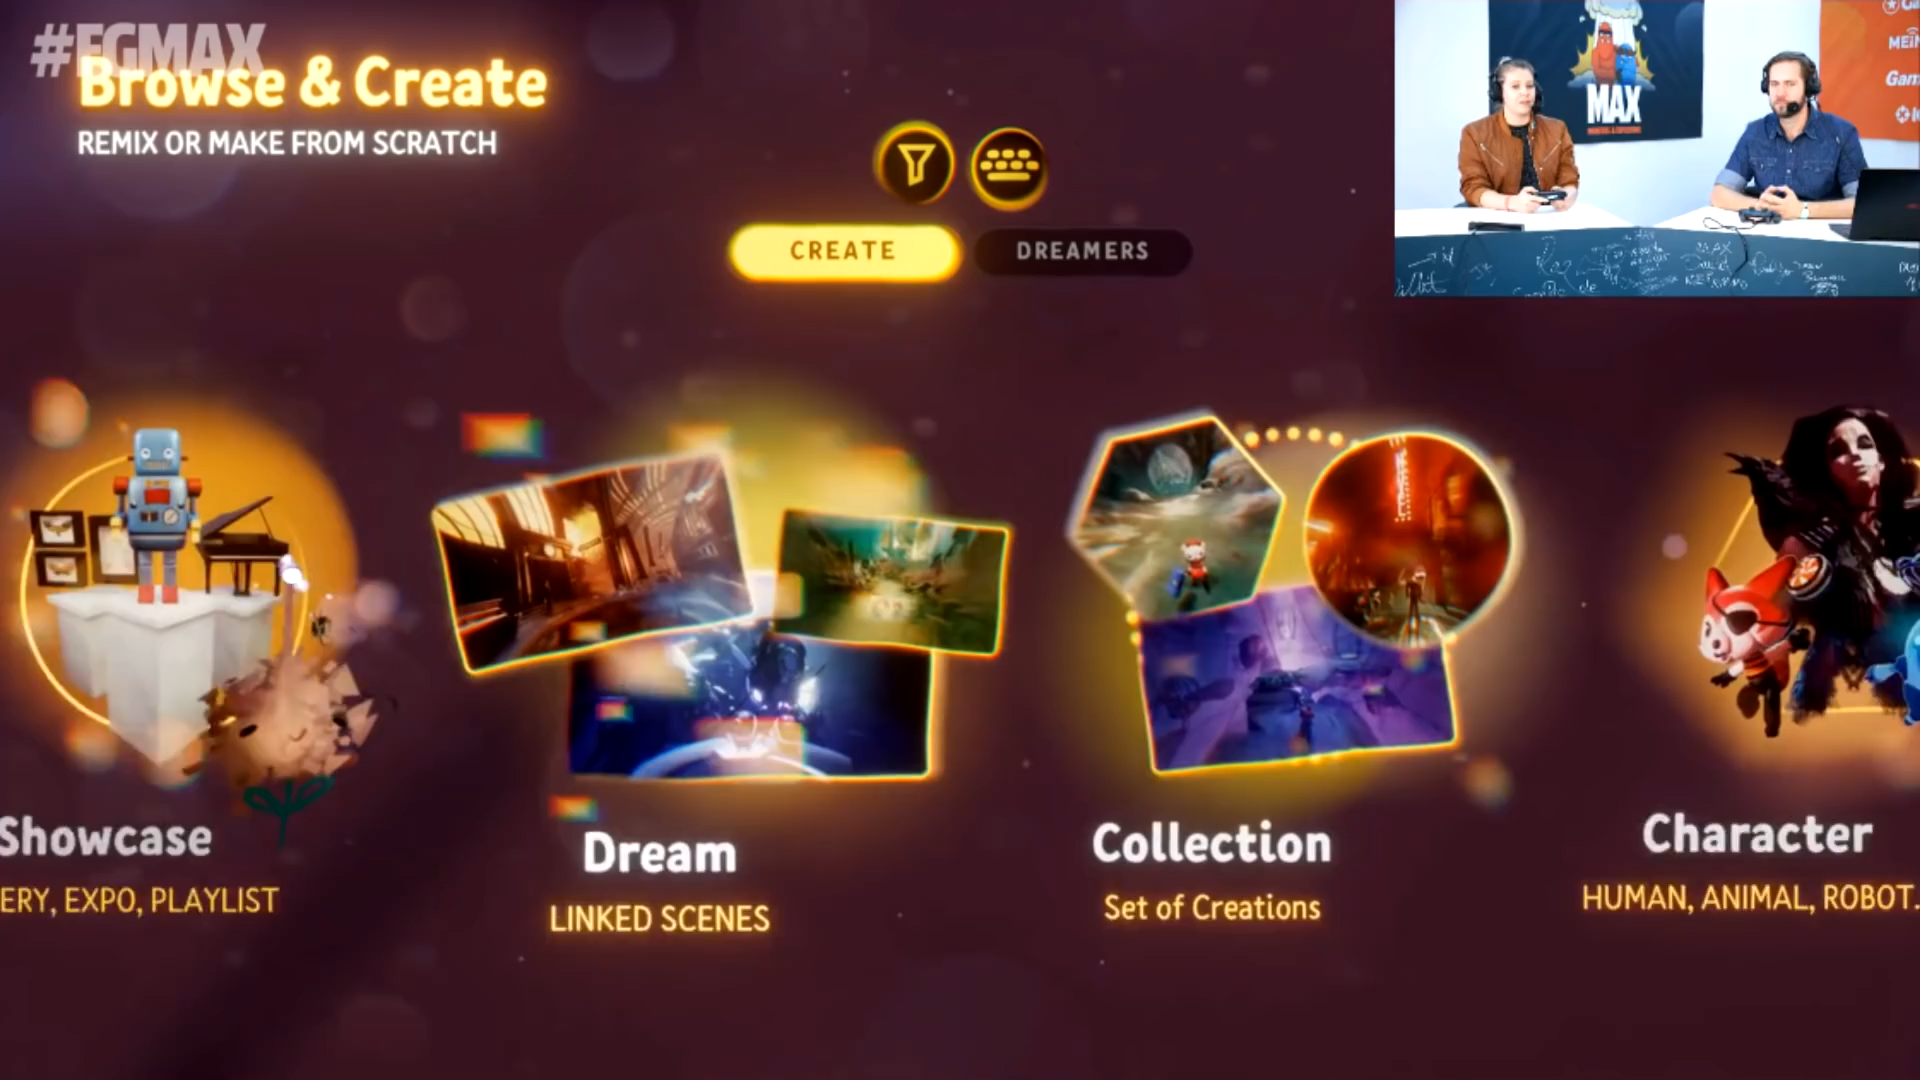 #FGMAX
Browse & Create
REMIX OR MAKE FROM SCRATCH
CREATE
DREAMERS
MAX
Showcase
ERY, EXPO, PLAYLIST
Dream
LINKED SCENES
Collection
Set of Creations
Character
HUMAN, ANIMAL, ROBOT.